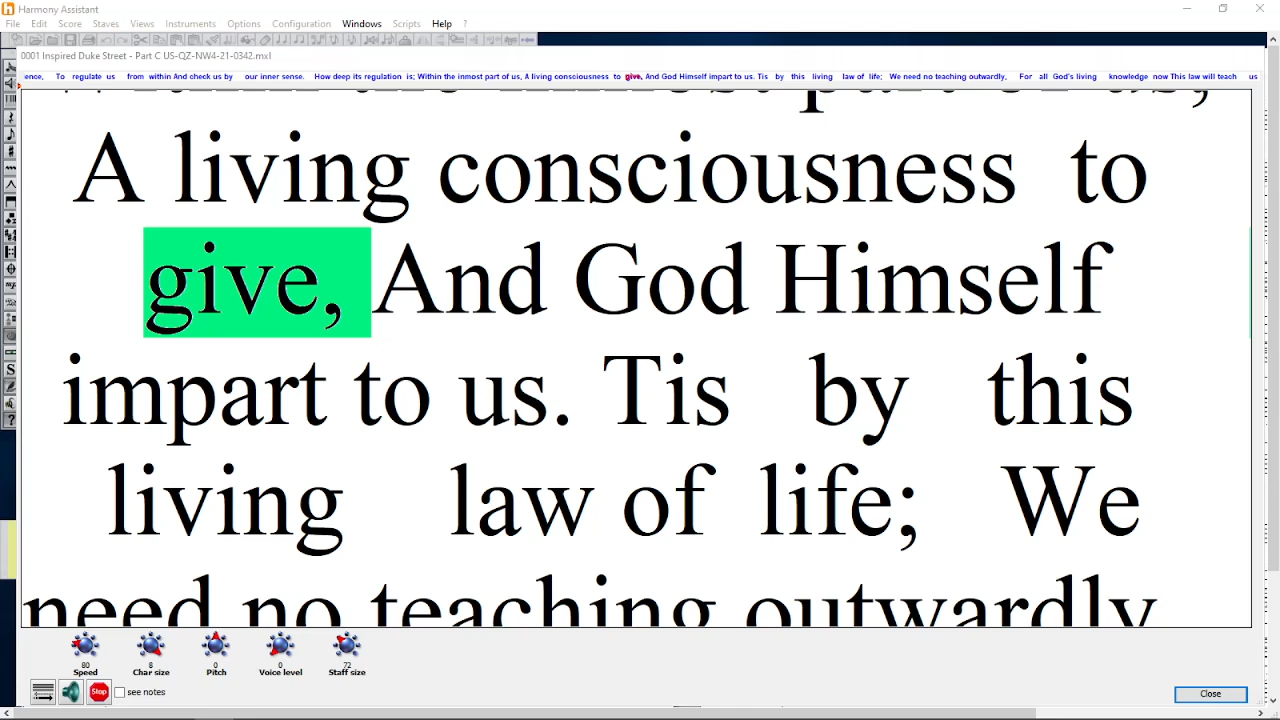 Harmony Assistant
File Edit Score Staves Views Instruments Options Configuration Windows Scripts Help ?
0001 Inspired Duke Street - Part C US-QZ-NW4-21-0342.mxl
ence, To regulate us from within And check us by our inner sense. How deep its regulation is; Within the inmost part of us, A living consciousness to give, And God Himself impart to us. Tis by this living law of life; We need no teaching outwardly, For all God's living knowledge now This law will teach us
A living consciousness to
give, And God Himself
impart to us. Tis by this
living law of life; We
need no teaching outwardly
80 8 0 0 72
Speed Char size Pitch Voice level Staff size
Stop see notes Close